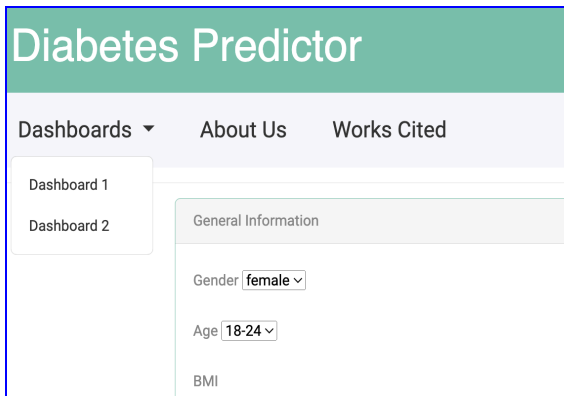 Diabetes Predictor
Dashboards About Us Works Cited
Dashboard 1
Dashboard 2
General Information
Gender female
Age 18-24
BMI